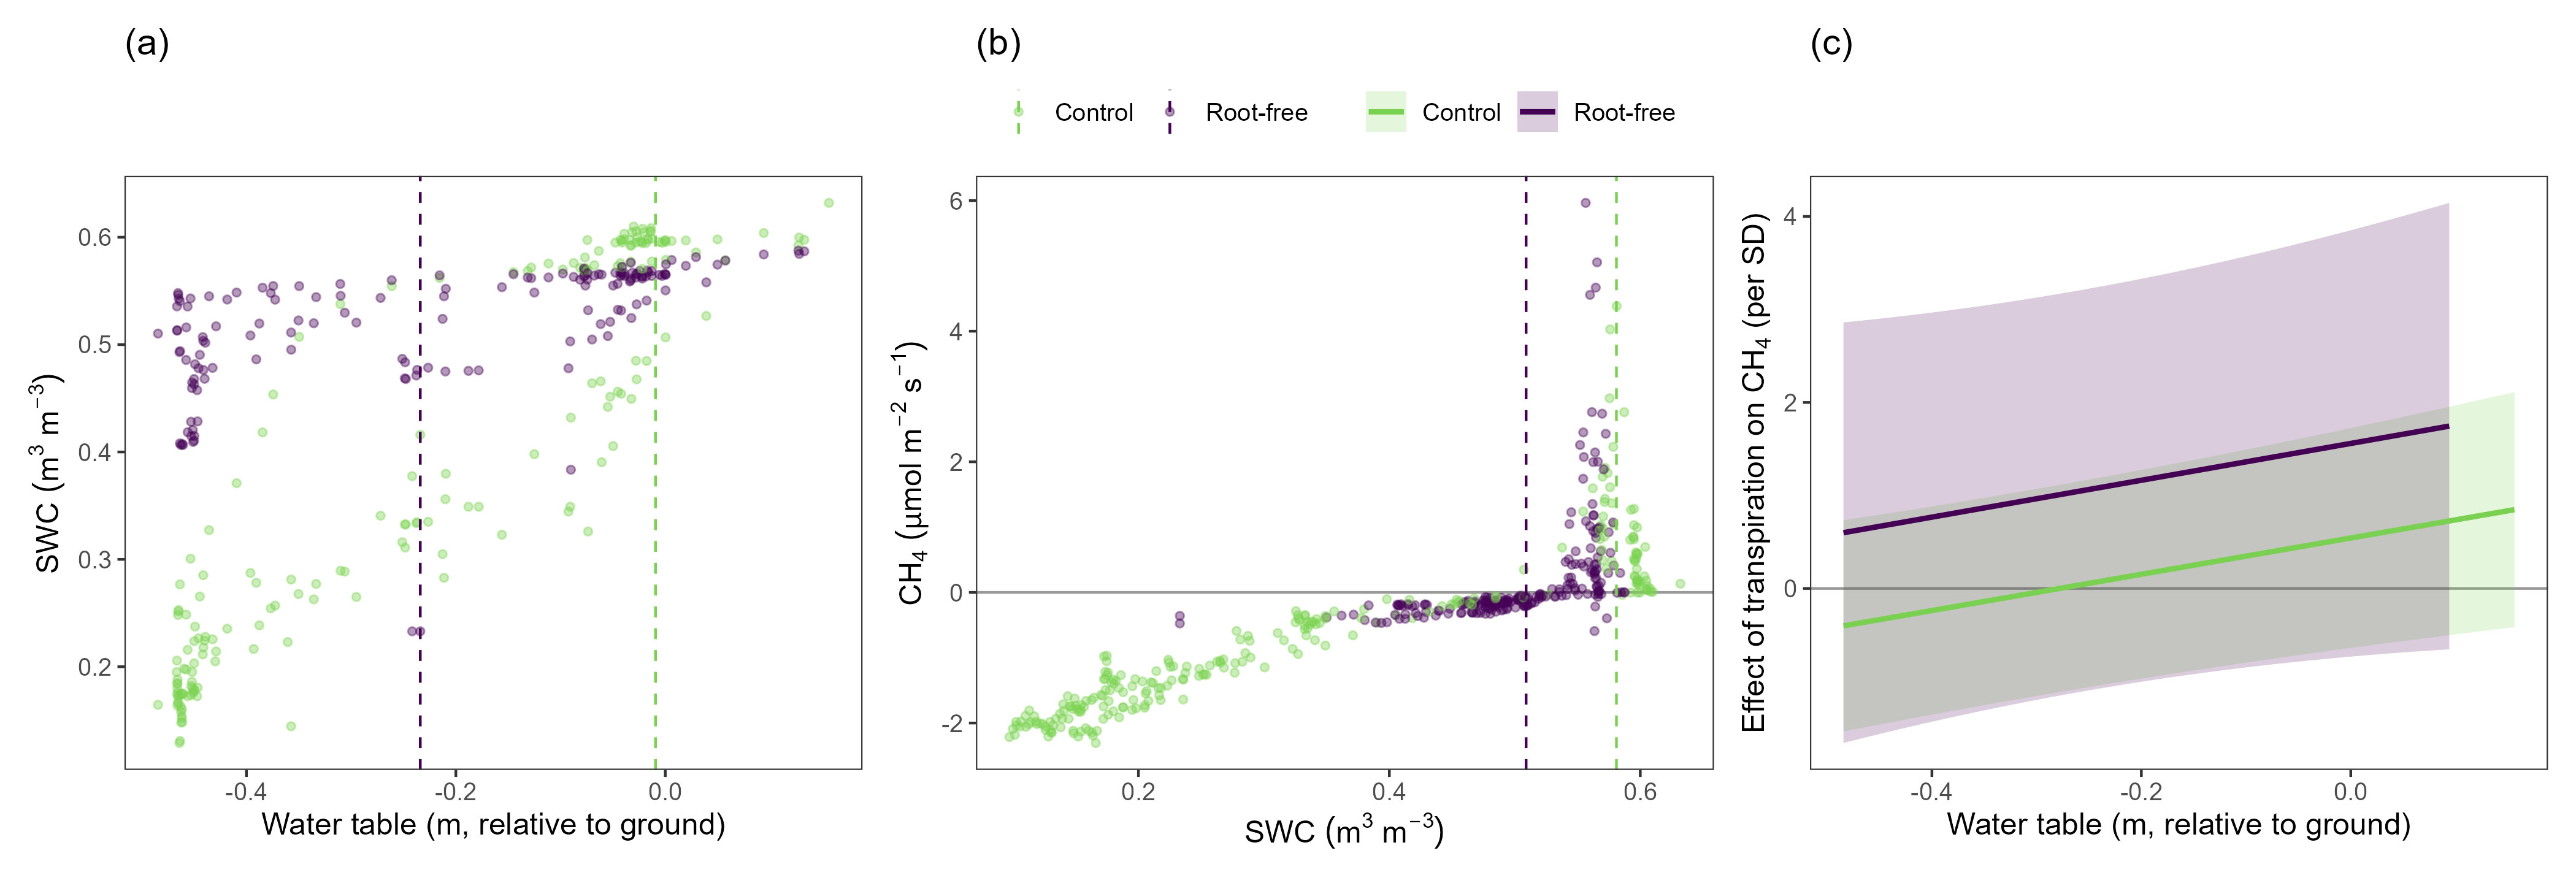 (a)
(b)
(c)
Control Root-free Control Root-free
SWC (m³ m⁻³)
0.6
0.5
0.4
0.3
0.2
-0.4 -0.2 0.0
Water table (m, relative to ground)
CH₄ (µmol m⁻² s⁻¹)
6
4
2
0
-2
0.2 0.4 0.6
SWC (m³ m⁻³)
Effect of transpiration on CH₄ (per SD)
4
2
0
-0.4 -0.2 0.0
Water table (m, relative to ground)